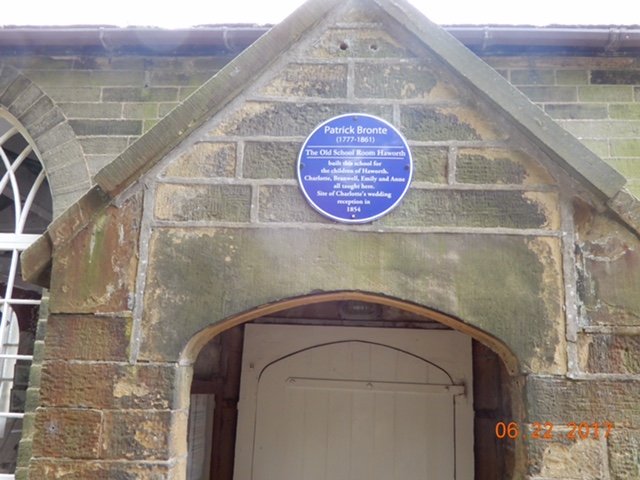 Patrick Bronte
(1777-1861)
The Old School Room Haworth
built this school for
the children of Haworth.
Charlotte, Branwell, Emily and Anne
all taught here.
Site of Charlotte's wedding
reception in
1854
06.22.2017